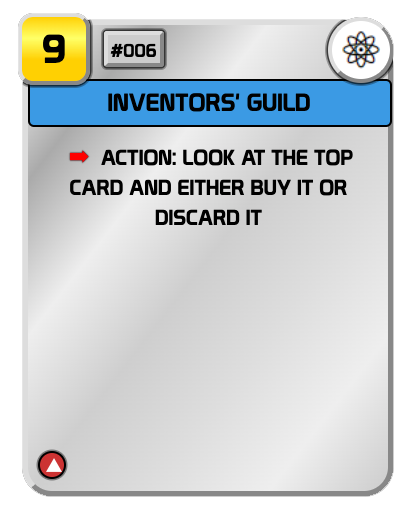 9
#006
INVENTORS' GUILD
ACTION: LOOK AT THE TOP
CARD AND EITHER BUY IT OR
DISCARD IT